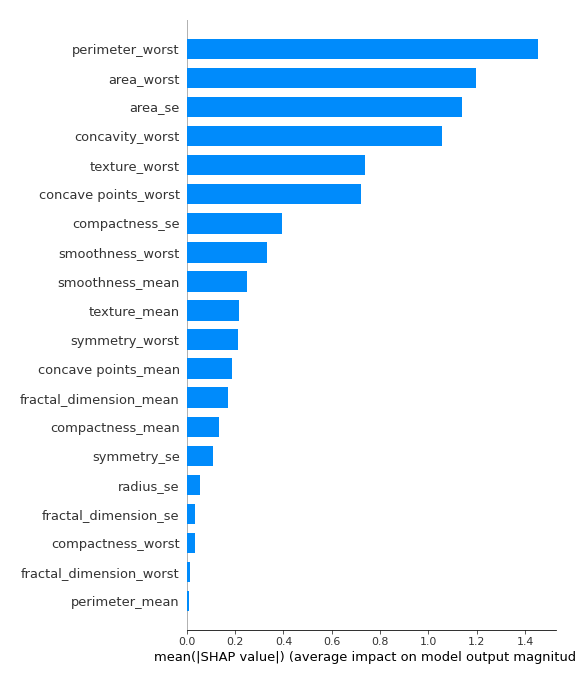 perimeter_worst
area_worst
area_se
concavity_worst
texture_worst
concave points_worst
compactness_se
smoothness_worst
smoothness_mean
texture_mean
symmetry_worst
concave points_mean
fractal_dimension_mean
compactness_mean
symmetry_se
radius_se
fractal_dimension_se
compactness_worst
fractal_dimension_worst
perimeter_mean
0.0 0.2 0.4 0.6 0.8 1.0 1.2 1.4
mean(|SHAP value|) (average impact on model output magnitud